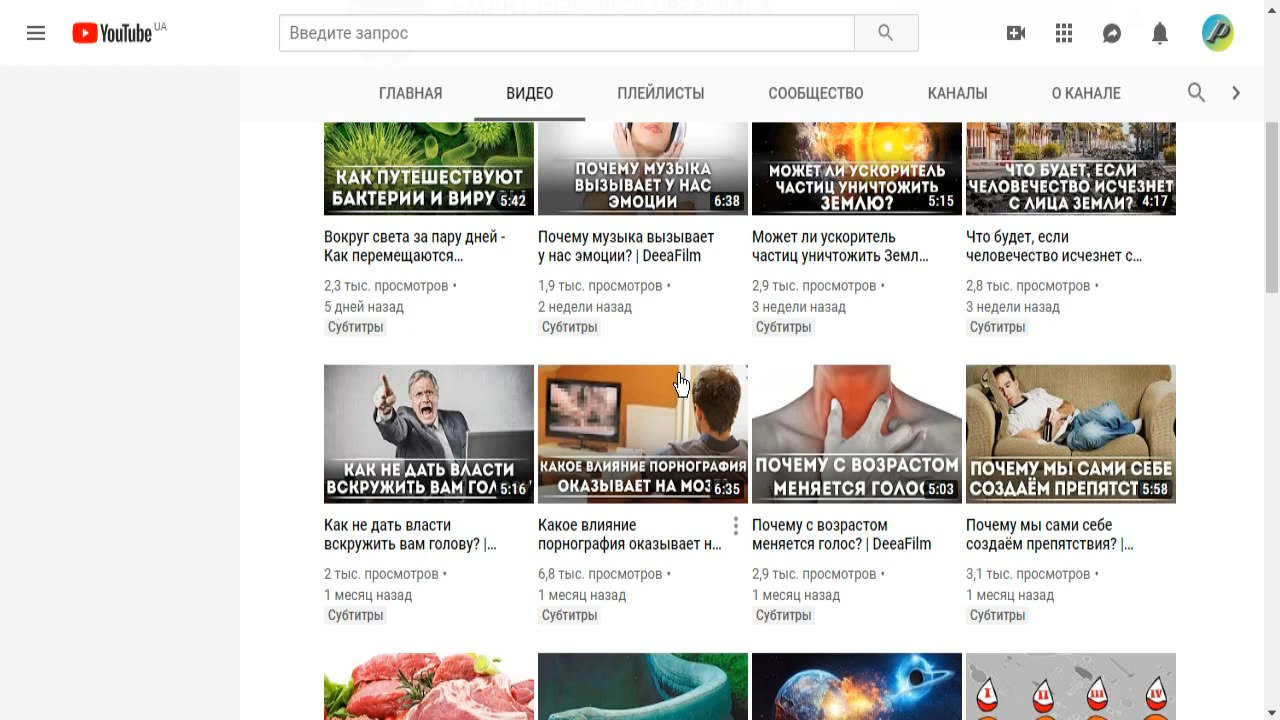 YouTube UA
Введите запрос
ГЛАВНАЯ ВИДЕО ПЛЕЙЛИСТЫ СООБЩЕСТВО КАНАЛЫ О КАНАЛЕ
КАК ПУТЕШЕСТВУЮТ
БАКТЕРИИ И ВИРУ
5:42
ПОЧЕМУ МУЗЫКА
ВЫЗЫВАЕТ У НАС
ЭМОЦИИ
6:38
МОЖЕТ ЛИ УСКОРИТЕЛЬ
ЧАСТИЦ УНИЧТОЖИТЬ
ЗЕМЛЮ?
5:15
ЧТО БУДЕТ, ЕСЛИ
ЧЕЛОВЕЧЕСТВО ИСЧЕЗНЕТ
С ЛИЦА ЗЕМЛИ?
4:17
Вокруг света за пару дней -
Как перемещаются...
2,3 тыс. просмотров •
5 дней назад
Субтитры
Почему музыка вызывает
у нас эмоции? | DeeaFilm
1,9 тыс. просмотров •
2 недели назад
Субтитры
Может ли ускоритель
частиц уничтожить Земл...
2,9 тыс. просмотров •
3 недели назад
Субтитры
Что будет, если
человечество исчезнет с...
2,8 тыс. просмотров •
3 недели назад
Субтитры
КАК НЕ ДАТЬ ВЛАСТИ
ВСКРУЖИТЬ ВАМ ГОЛ
5:16
КАКОЕ ВЛИЯНИЕ ПОРНОГРАФИЯ
ОКАЗЫВАЕТ НА МОЗ
6:35
ПОЧЕМУ С ВОЗРАСТОМ
МЕНЯЕТСЯ ГОЛОС
5:03
ПОЧЕМУ МЫ САМИ СЕБЕ
СОЗДАЁМ ПРЕПЯТСТ
5:58
Как не дать власти
вскружить вам голову? |...
2 тыс. просмотров •
1 месяц назад
Субтитры
Какое влияние
порнография оказывает н...
6,8 тыс. просмотров •
1 месяц назад
Субтитры
Почему с возрастом
меняется голос? | DeeaFilm
2,9 тыс. просмотров •
1 месяц назад
Субтитры
Почему мы сами себе
создаём препятствия? |...
3,1 тыс. просмотров •
1 месяц назад
Субтитры
I II III IV